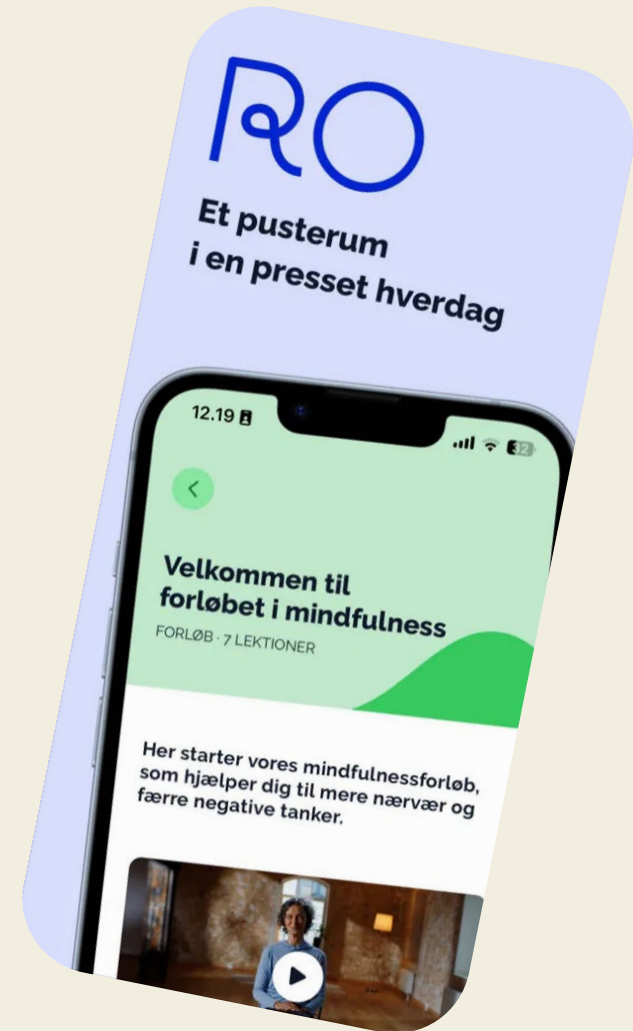 RO
Et pusterum
i en presset hverdag
12.19
32
Velkommen til
forløbet i mindfulness
FORLØB · 7 LEKTIONER
Her starter vores mindfulnessforløb,
som hjælper dig til mere nærvær og
færre negative tanker.